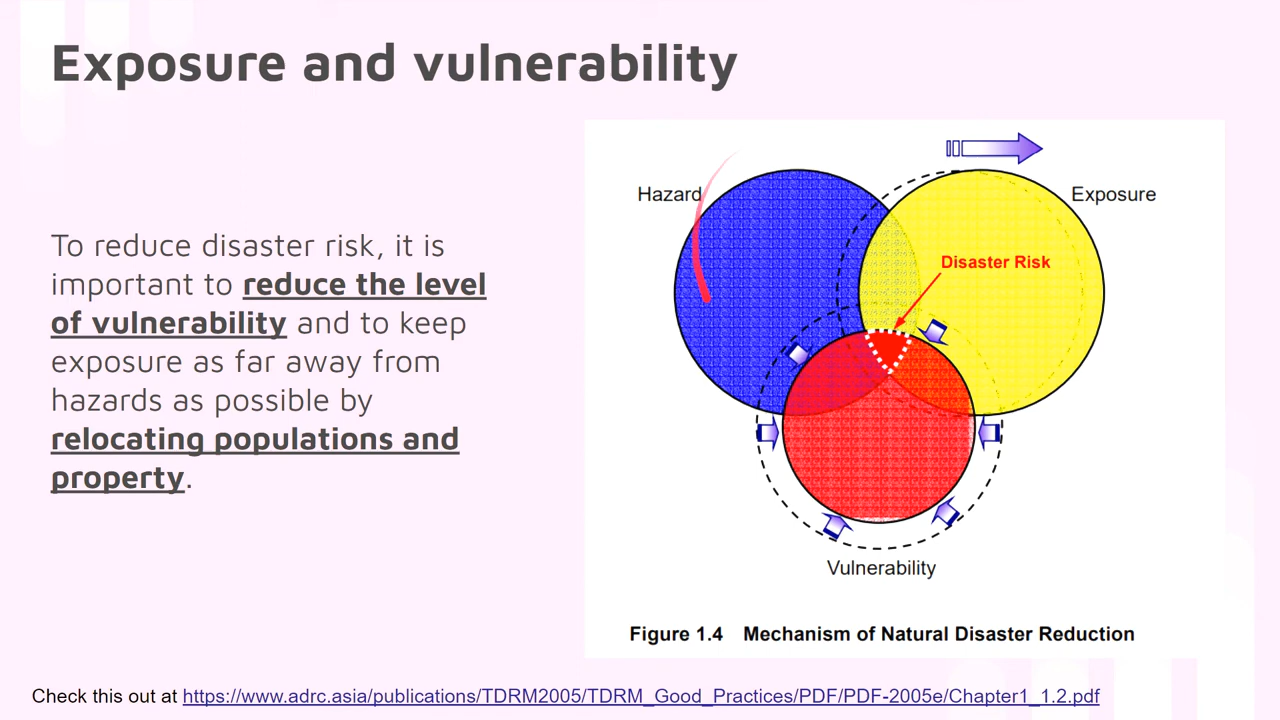 Exposure and vulnerability
To reduce disaster risk, it is
important to reduce the level
of vulnerability and to keep
exposure as far away from
hazards as possible by
relocating populations and
property.
Hazard
Exposure
Disaster Risk
Vulnerability
Figure 1.4 Mechanism of Natural Disaster Reduction
Check this out at https://www.adrc.asia/publications/TDRM2005/TDRM_Good_Practices/PDF/PDF-2005e/Chapter1_1.2.pdf